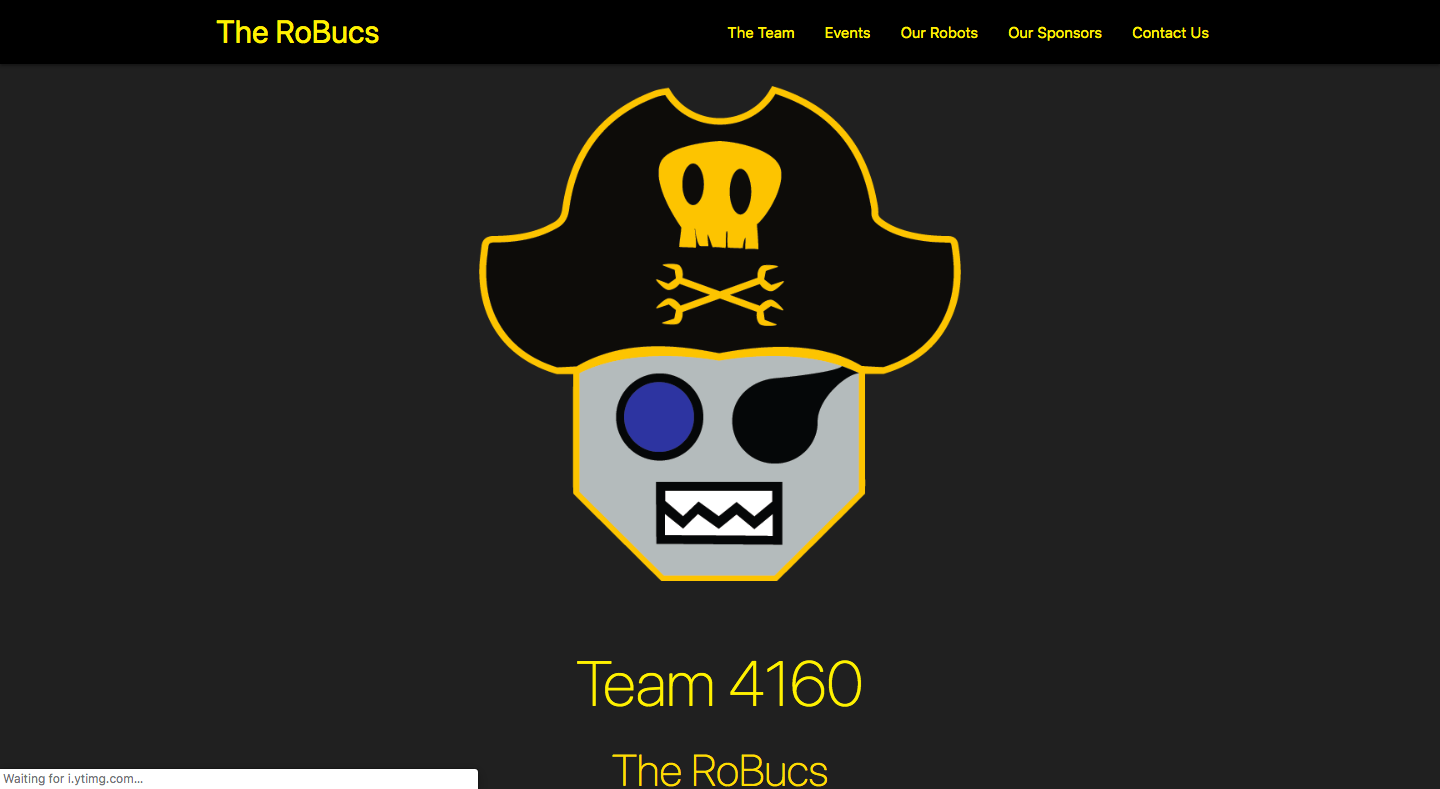 The RoBucs
The Team Events Our Robots Our Sponsors Contact Us
Team 4160
The RoBucs
Waiting for i.ytimg.com...